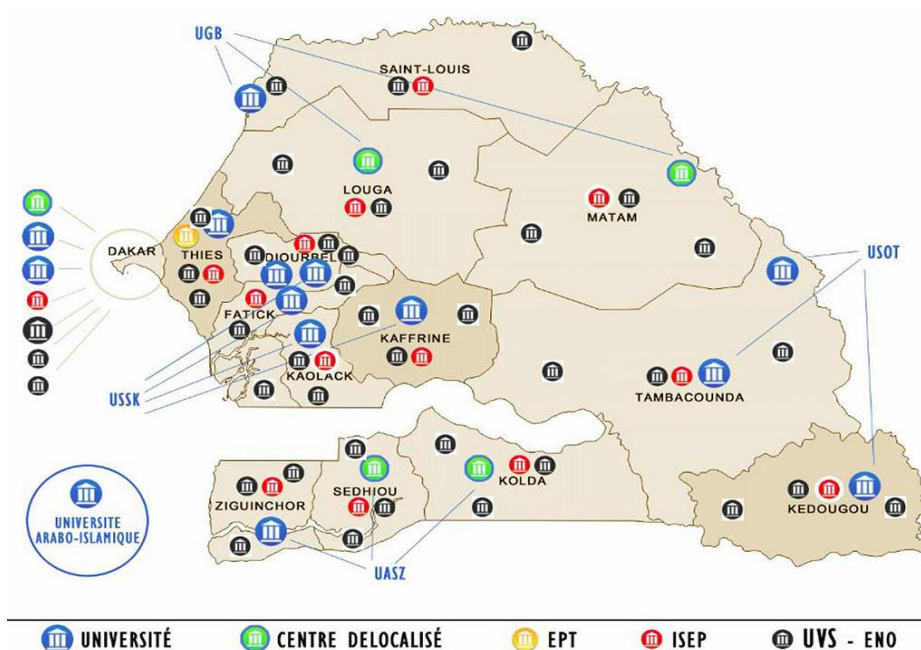 UGB
SAINT-LOUIS
LOUGA
MATAM
DAKAR
THIES
DIOURBEL
USOT
FATICK
KAFFRINE
KAOLACK
USSK
TAMBACOUNDA
KOLDA
SEDHIOU
ZIGUINCHOR
KEDOUGOU
UNIVERSITÉ
ARABO-ISLAMIQUE
UASZ
UNIVERSITÉ CENTRE DELOCALISÉ EPT ISEP UVS - ENO